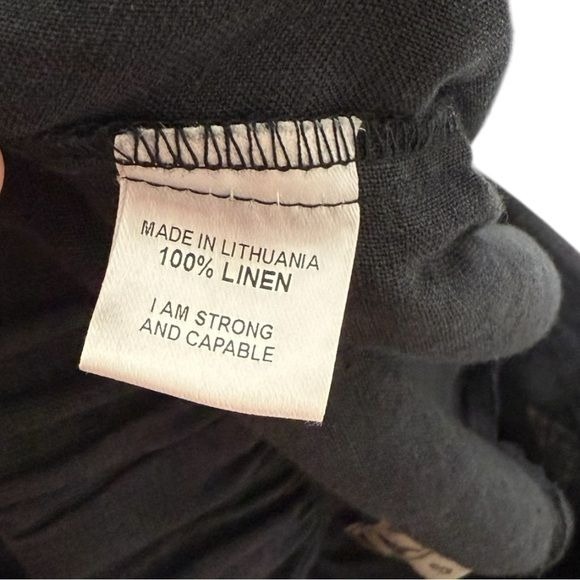 MADE IN LITHUANIA
100% LINEN
I AM STRONG
AND CAPABLE